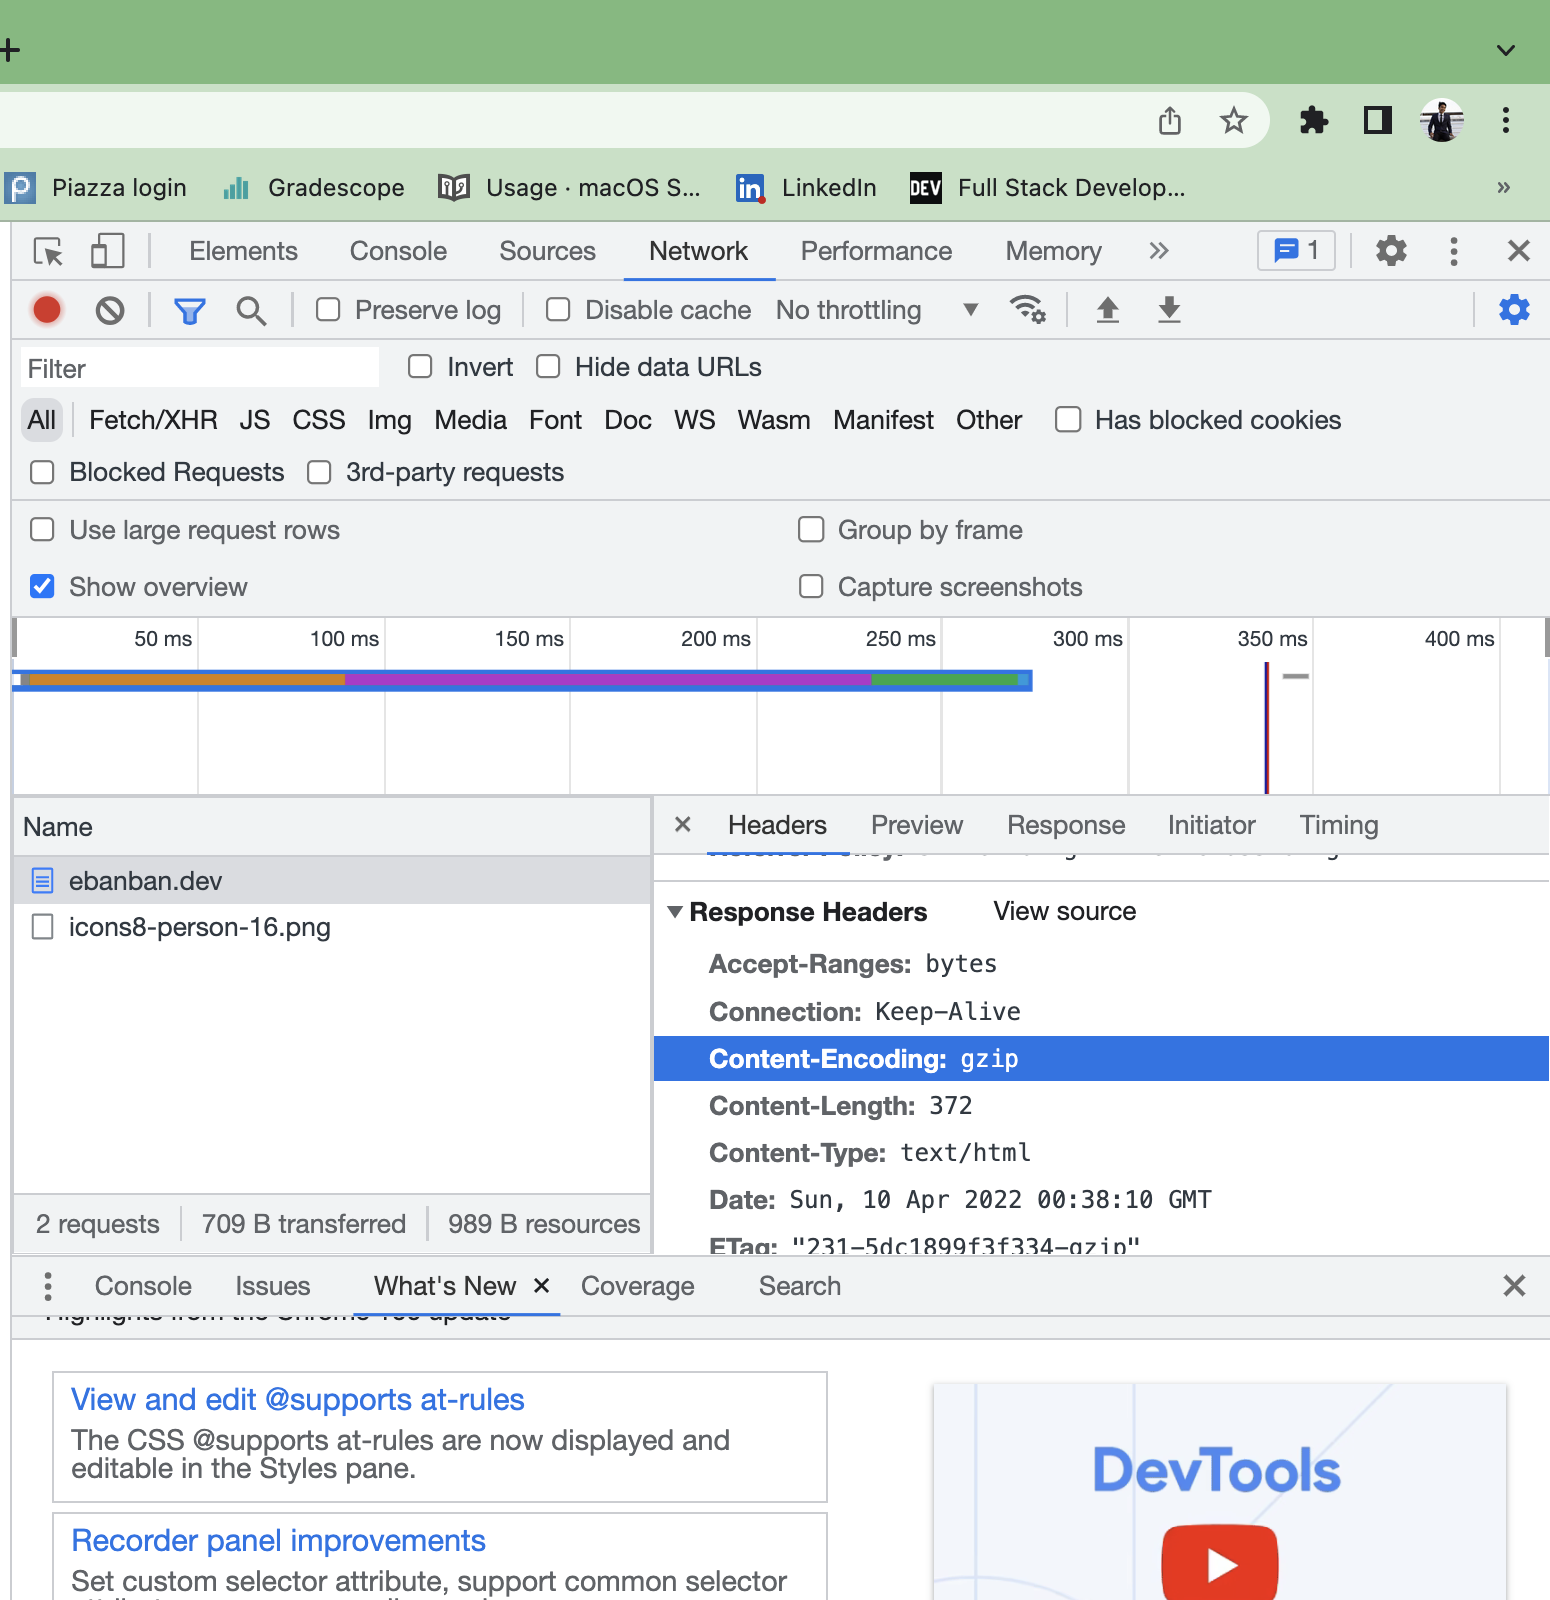 Piazza login Gradescope Usage · macOS S... LinkedIn DEV Full Stack Develop... »
Elements Console Sources Network Performance Memory » 1
Preserve log Disable cache No throttling
Filter Invert Hide data URLs
All Fetch/XHR JS CSS Img Media Font Doc WS Wasm Manifest Other Has blocked cookies
Blocked Requests 3rd-party requests
Use large request rows Group by frame
Show overview Capture screenshots
50 ms 100 ms 150 ms 200 ms 250 ms 300 ms 350 ms 400 ms
Name
ebanban.dev
icons8-person-16.png
2 requests 709 B transferred 989 B resources
Headers Preview Response Initiator Timing
Response Headers View source
Accept-Ranges: bytes
Connection: Keep-Alive
Content-Encoding: gzip
Content-Length: 372
Content-Type: text/html
Date: Sun, 10 Apr 2022 00:38:10 GMT
ETag: "231-5dc1899f3f334-gzip"
Console Issues What's New Coverage Search
Highlights from the Chrome 100 update
View and edit @supports at-rules
The CSS @supports at-rules are now displayed and
editable in the Styles pane.
Recorder panel improvements
Set custom selector attribute, support common selector
DevTools